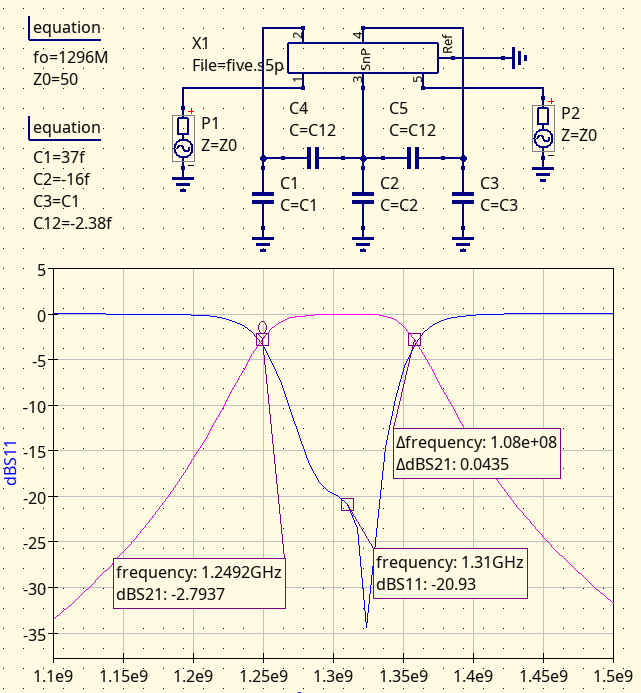 equation
fo=1296M
Z0=50
equation
C1=37f
C2=-16f
C3=C1
C12=-2.38f
X1
File=five.s5p
2
4
Ref
SnP
1
3
5
P1
Z=Z0
C4
C=C12
C5
C=C12
P2
Z=Z0
C1
C=C1
C2
C=C2
C3
C=C3
5
0
-5
-10
-15
-20
-25
-30
-35
dBS11
Δfrequency: 1.08e+08
ΔdBS21: 0.0435
frequency: 1.2492GHz
dBS21: -2.7937
frequency: 1.31GHz
dBS11: -20.93
1.1e9 1.15e9 1.2e9 1.25e9 1.3e9 1.35e9 1.4e9 1.45e9 1.5e9